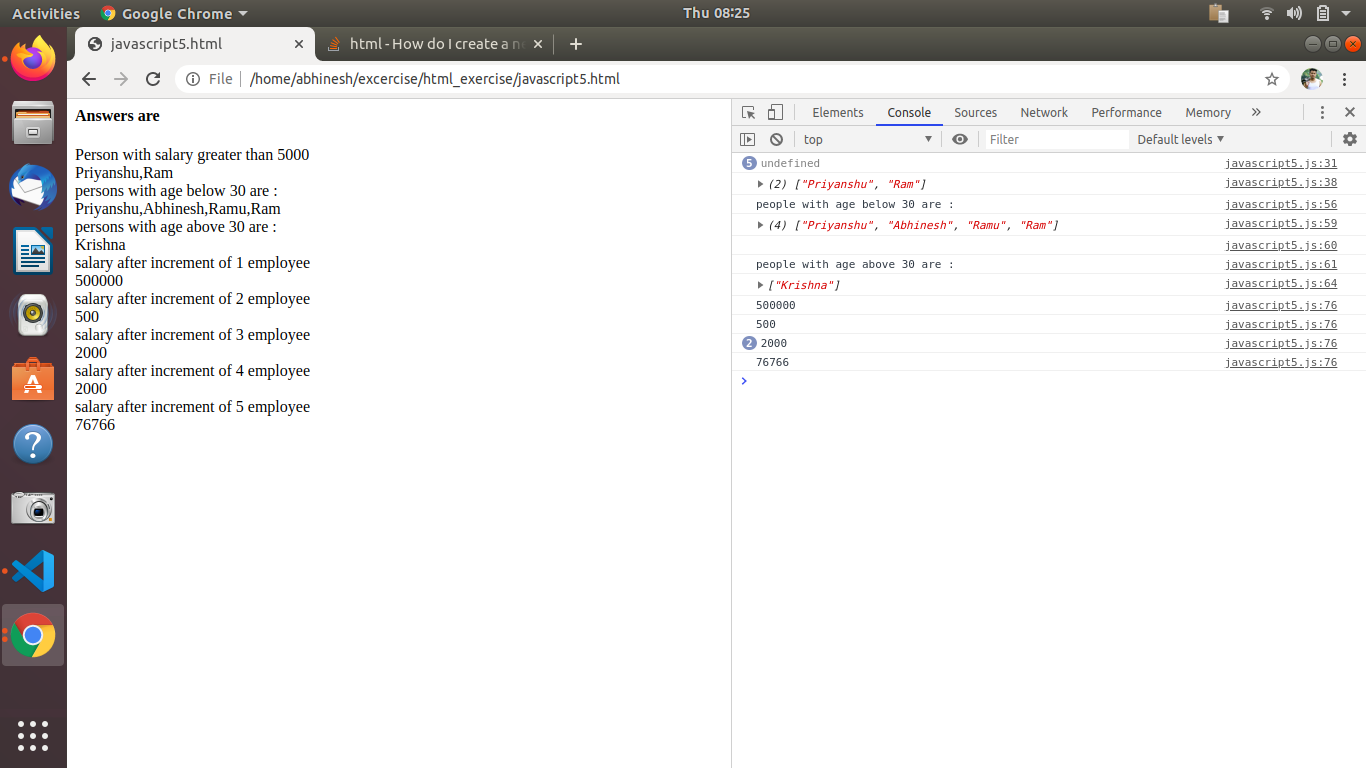 Activities
Google Chrome
Thu 08:25
javascript5.html
html - How do I create a ne
File
/home/abhinesh/excercise/html_exercise/javascript5.html
Answers are
Person with salary greater than 5000
Priyanshu,Ram
persons with age below 30 are :
Priyanshu,Abhinesh,Ramu,Ram
persons with age above 30 are :
Krishna
salary after increment of 1 employee
500000
salary after increment of 2 employee
500
salary after increment of 3 employee
2000
salary after increment of 4 employee
2000
salary after increment of 5 employee
76766
Elements Console Sources Network Performance Memory »
top Filter Default levels
5 undefined javascript5.js:31
(2) ["Priyanshu", "Ram"] javascript5.js:38
people with age below 30 are : javascript5.js:56
(4) ["Priyanshu", "Abhinesh", "Ramu", "Ram"] javascript5.js:59
javascript5.js:60
people with age above 30 are : javascript5.js:61
["Krishna"] javascript5.js:64
500000 javascript5.js:76
500 javascript5.js:76
2 2000 javascript5.js:76
76766 javascript5.js:76